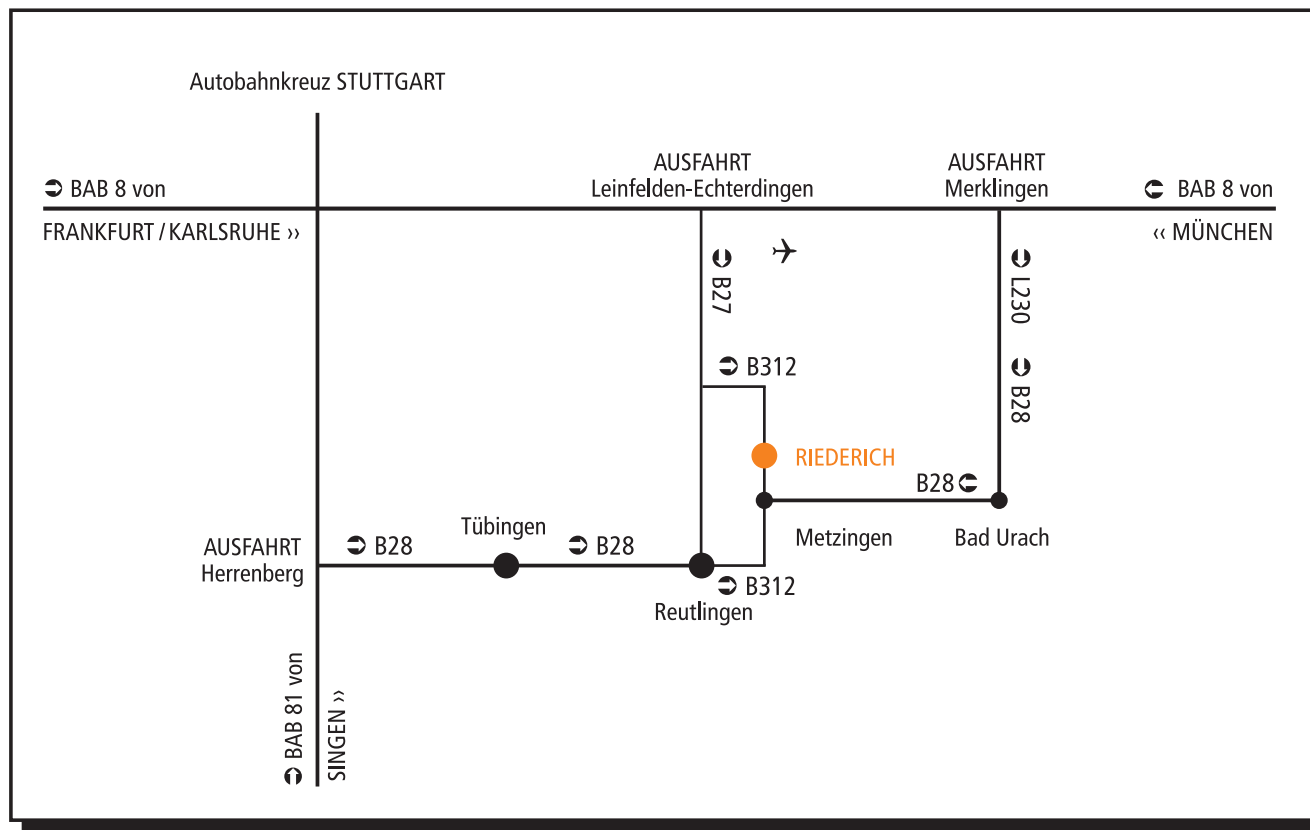 Autobahnkreuz STUTTGART
AUSFAHRT
Leinfelden-Echterdingen
AUSFAHRT
Merklingen
BAB 8 von
FRANKFURT / KARLSRUHE ››
BAB 8 von
‹‹ MÜNCHEN
B27
L230
B312
B28
RIEDERICH
B28
Metzingen
Bad Urach
AUSFAHRT
Herrenberg
B28
Tübingen
B28
B312
Reutlingen
BAB 81 von
SINGEN ››